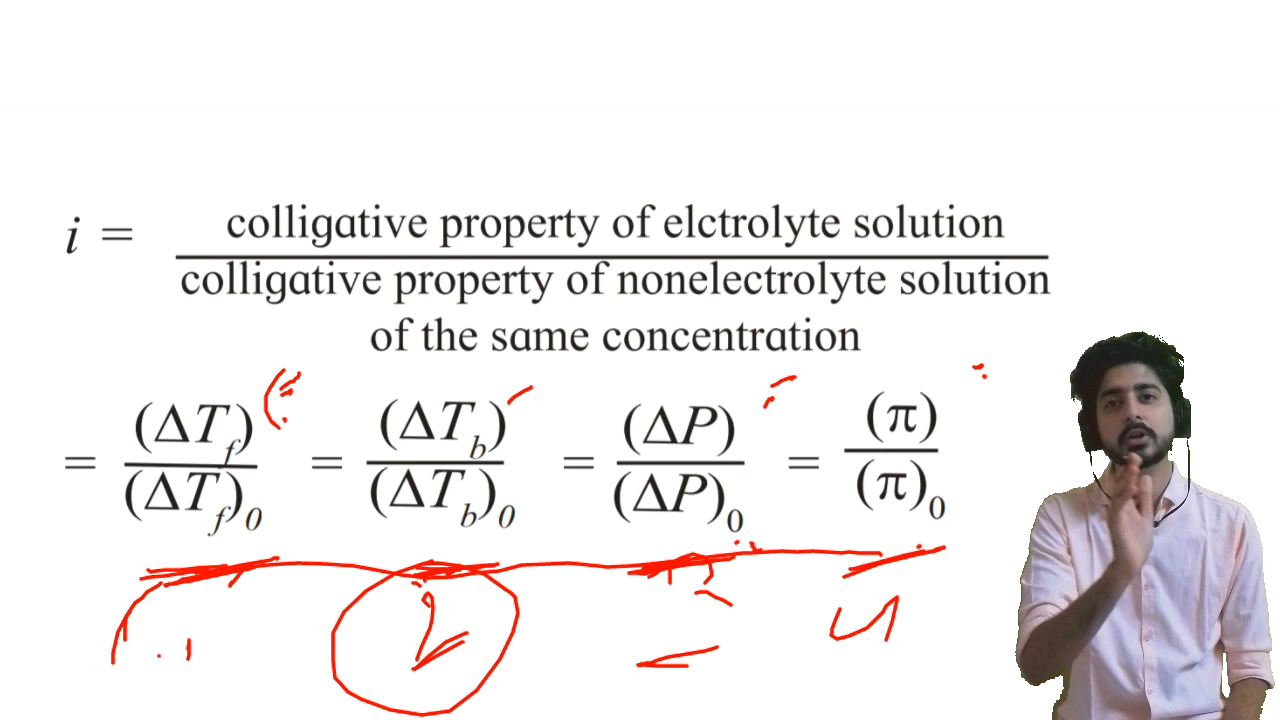 i = colligative property of elctrolyte solution
colligative property of nonelectrolyte solution
of the same concentration
= (ΔT_f) / (ΔT_f)_0 = (ΔT_b) / (ΔT_b)_0 = (ΔP) / (ΔP)_0 = (π) / (π)_0